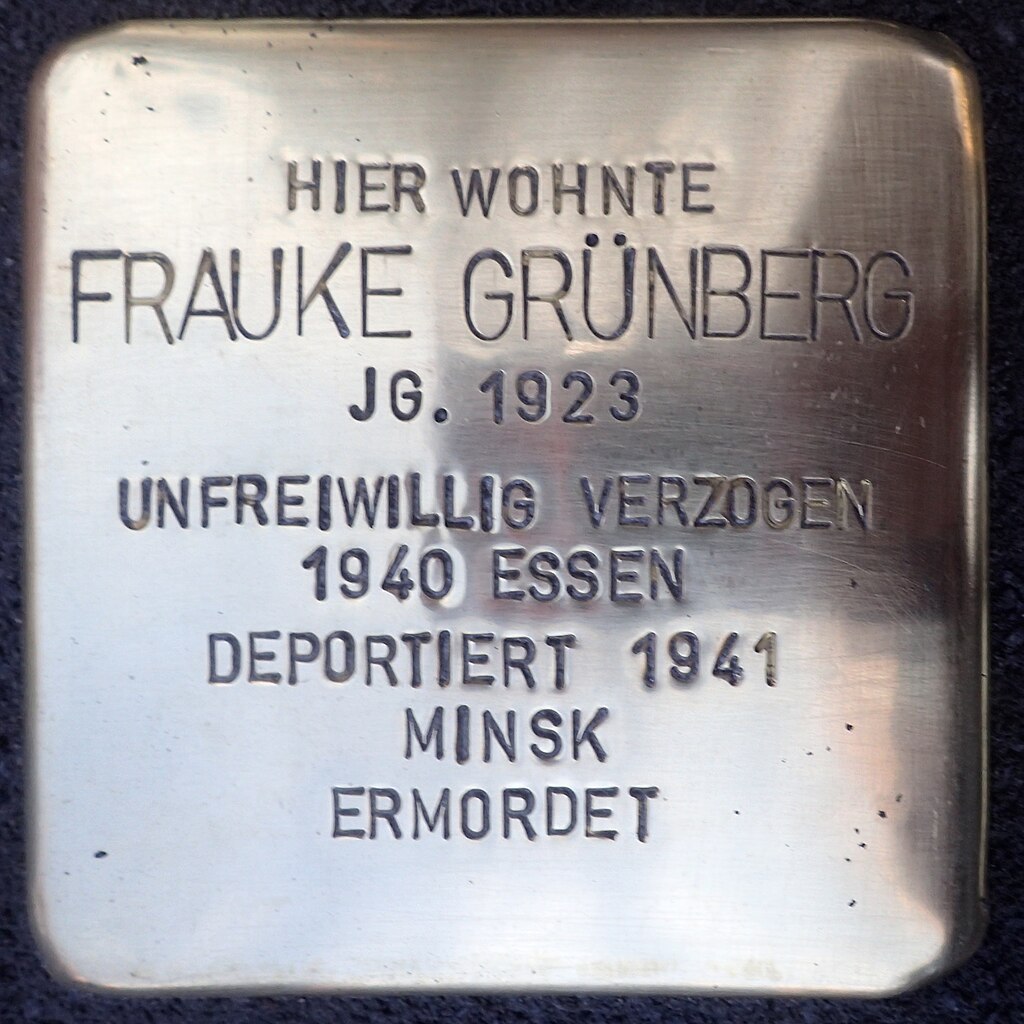 HIER WOHNTE
FRAUKE GRÜNBERG
JG. 1923
UNFREIWILLIG VERZOGEN
1940 ESSEN
DEPORTIERT 1941
MINSK
ERMORDET